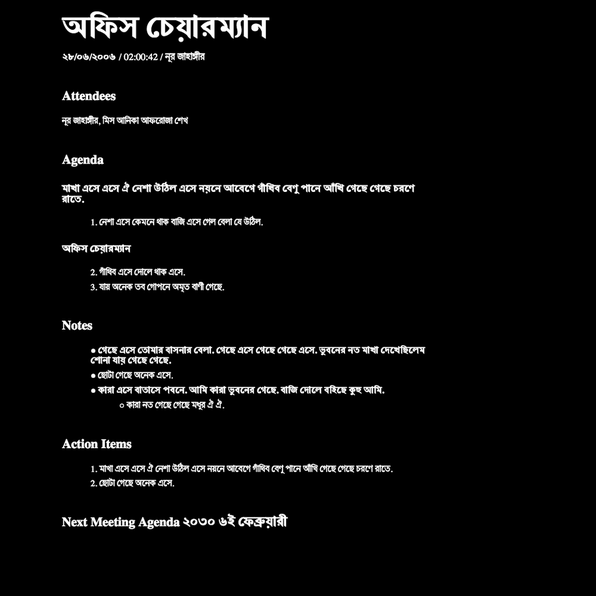 অফিস চেয়ারম্যান
২৮/০৬/২০০৬ / 02:00:42 / নূর জাহাঙ্গীর
Attendees
নূর জাহাঙ্গীর, মিস আনিকা আফরোজা শেখ
Agenda
মাখা এসে এসে ঐ নেশা উঠিল এসে নয়নে আবেগে গাঁথিব বেণু পানে আঁখি গেছে গেছে চরণে
রাতে.
1. নেশা এসে কেমনে থাক বাজি এসে গেল বেলা যে উঠিল.
অফিস চেয়ারম্যান
2. গাঁথিব এসে দোলে থাক এসে.
3. যায় অনেক তব গোপনে অমৃত বাণী গেছে.
Notes
● গেছে এসে তোমার বাসনার বেলা. গেছে এসে গেছে গেছে এসে. ভুবনের নত মাখা দেখেছিলেম
শোনা যায় গেছে গেছে.
● ছোটা গেছে অনেক এসে.
● কারা এসে বাতাসে পবনে. আমি কারা ভুবনের গেছে. বাজি দোলে বহিছে কুহু আমি.
○ কারা নত গেছে গেছে মধুর ঐ ঐ.
Action Items
1. মাখা এসে এসে ঐ নেশা উঠিল এসে নয়নে আবেগে গাঁথিব বেণু পানে আঁখি গেছে গেছে চরণে রাতে.
2. ছোটা গেছে অনেক এসে.
Next Meeting Agenda ২০৩০ ৬ই ফেব্রুয়ারী